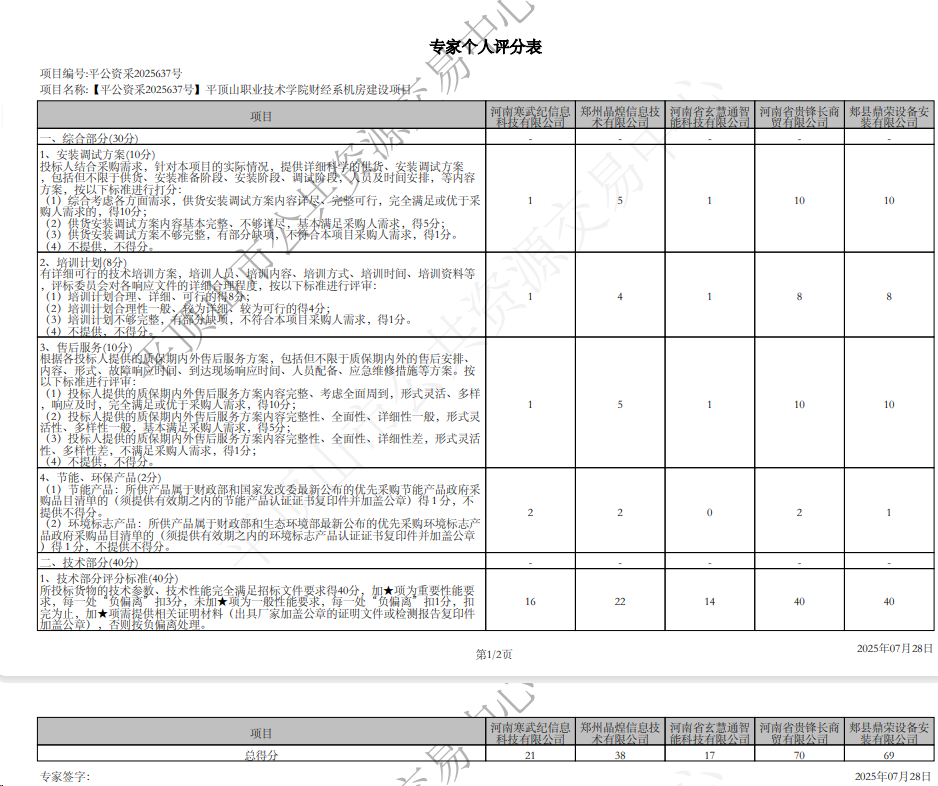 专家个人评分表
项目编号:平公资采2025637号
项目名称:【平公资采2025637号】平顶山职业技术学院财经系机房建设项目
项目 河南寒武纪信息科技有限公司 郑州晶煌信息技术有限公司 河南省玄慧通智能科技有限公司 河南省贵锋长商贸有限公司 郏县鼎荣设备安装有限公司
一、综合部分(30分) - - - - -
1、安装调试方案(10分)
投标人结合采购需求，针对本项目的实际情况，提供详细科学的供货、安装调试方案
，包括但不限于供货、安装准备阶段、安装阶段、调试阶段，人员及时间安排，等内容
方案，按以下标准进行打分:
（1）综合考虑各方面需求，供货安装调试方案内容详尽、完整可行，完全满足或优于采
购人需求的，得10分；
（2）供货安装调试方案内容基本完整、不够详尽，基本满足采购人需求，得5分；
（3）供货安装调试方案不够完整，有部分缺项，不符合本项目采购人需求，得1分。
（4）不提供，不得分。
1 5 1 10 10
2、培训计划(8分)
有详细可行的技术培训方案，培训人员、培训内容、培训方式、培训时间、培训资料等
，评标委员会对各响应文件的详细合理程度，按以下标准进行评审:
（1）培训计划合理、详细、可行的得8分；
（2）培训计划合理性一般、较为详细、较为可行的得4分；
（3）培训计划不够完整，有部分缺项，不符合本项目采购人需求，得1分。
（4）不提供，不得分。
1 4 1 8 8
3、售后服务(10分)
根据各投标人提供的质保期内外售后服务方案，包括但不限于质保期内外的售后安排、
内容、形式、故障响应时间、到达现场响应时间、人员配备、应急维修措施等方案。按
以下标准进行评审:
（1）投标人提供的质保期内外售后服务方案内容完整、考虑全面周到，形式灵活、多样
，响应及时，完全满足或优于采购人需求，得10分；
（2）投标人提供的质保期内外售后服务方案内容完整性、全面性、详细性一般，形式灵
活性、多样性一般，基本满足采购人需求，得5分；
（3）投标人提供的质保期内外售后服务方案内容完整性、全面性、详细性差，形式灵活
性、多样性差，不满足采购人需求，得1分；
（4）不提供，不得分。
1 5 1 10 10
4、节能、环保产品(2分)
（1）节能产品：所供产品属于财政部和国家发改委最新公布的优先采购节能产品政府采
购品目清单的（须提供有效期之内的节能产品认证证书复印件并加盖公章）得 1 分，不
提供不得分。
（2）环境标志产品：所供产品属于财政部和生态环境部最新公布的优先采购环境标志产
品政府采购品目清单的（须提供有效期之内的环境标志产品认证证书复印件并加盖公章
）得 1 分，不提供不得分。
2 2 0 2 1
二、技术部分(40分) - - - - -
1、技术部分评分标准(40分)
所投标货物的技术参数、技术性能完全满足招标文件要求得40分，加★项为重要性能要
求，每一处“负偏离”扣3分，未加★项为一般性能要求，每一处“负偏离”扣1分，扣
完为止，加★项需提供相关证明材料（出具厂家加盖公章的证明文件或检测报告复印件
加盖公章），否则按负偏离处理。
16 22 14 40 40
第1/2页
2025年07月28日
项目 河南寒武纪信息科技有限公司 郑州晶煌信息技术有限公司 河南省玄慧通智能科技有限公司 河南省贵锋长商贸有限公司 郏县鼎荣设备安装有限公司
总得分 21 38 17 70 69
专家签字:
2025年07月28日
平顶山市公共资源交易中心
平顶山市公共资源交易中心